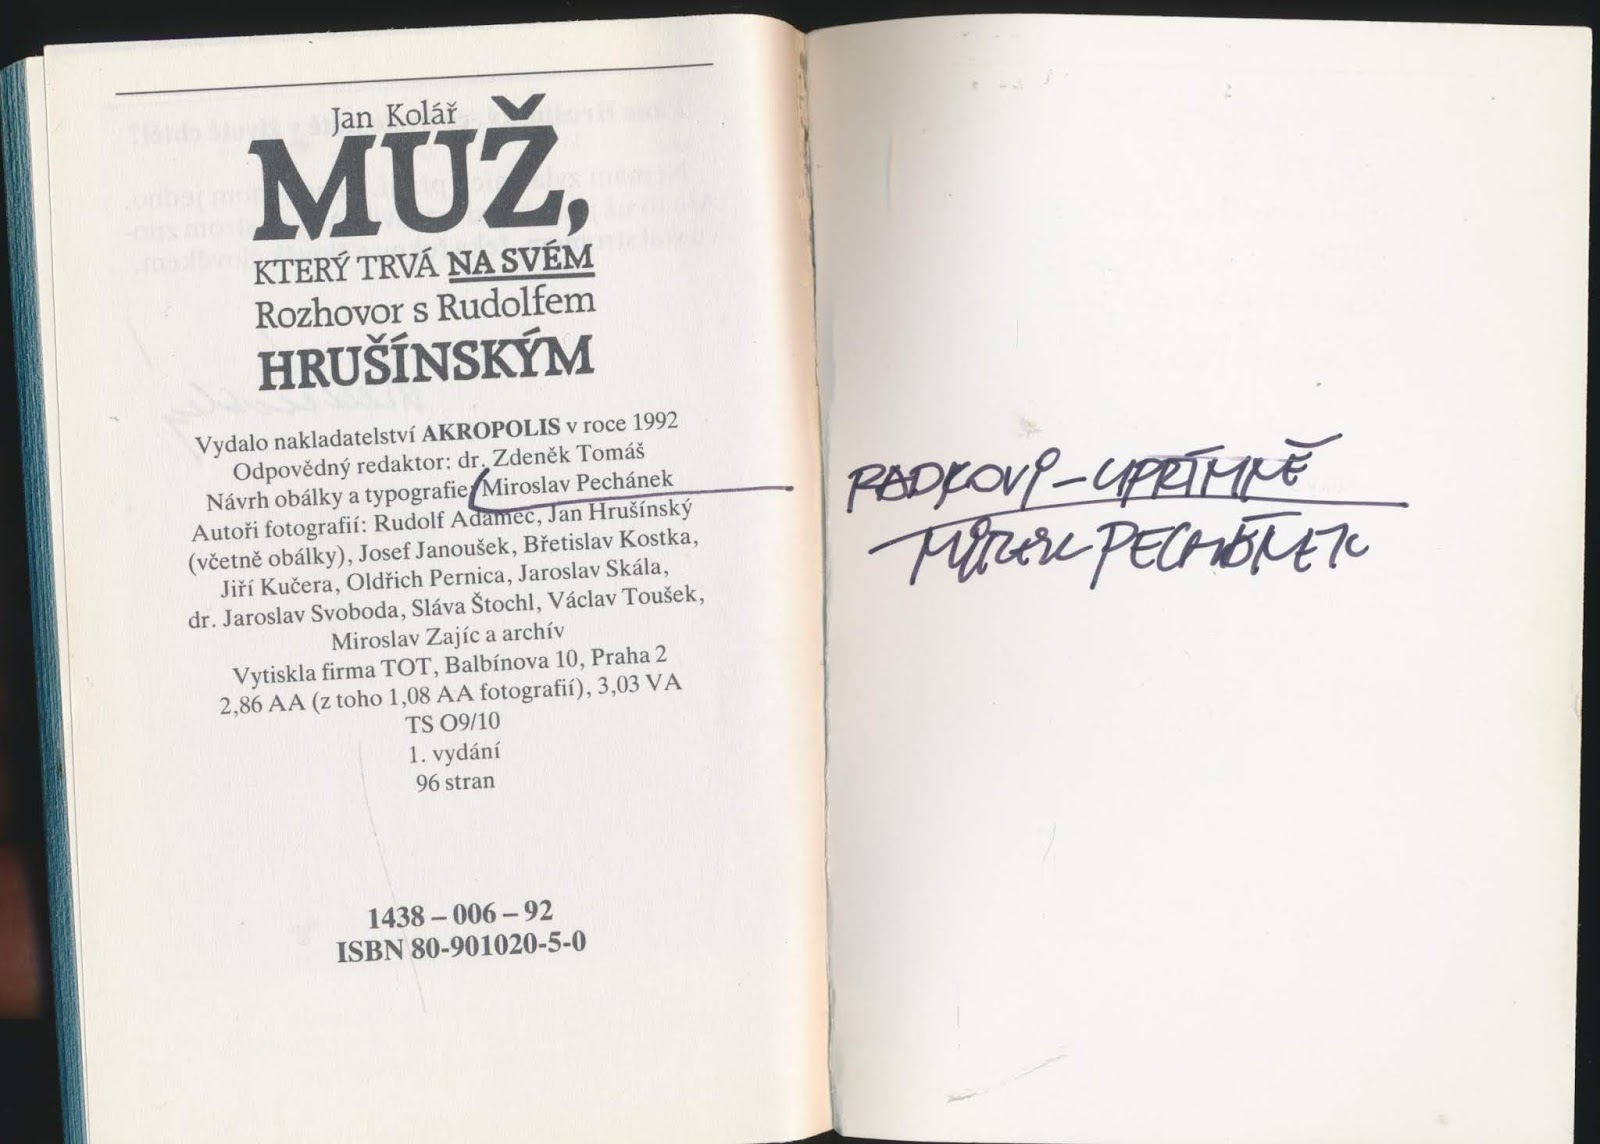 Jan Kolář
MUŽ,
KTERÝ TRVÁ NA SVÉM
Rozhovor s Rudolfem
HRUŠÍNSKÝM
Vydalo nakladatelství AKROPOLIS v roce 1992
Odpovědný redaktor: dr. Zdeněk Tomáš
Návrh obálky a typografie: Miroslav Pechánek
Autoři fotografií: Rudolf Adamec, Jan Hrušínský
(včetně obálky), Josef Janoušek, Břetislav Kostka,
Jiří Kučera, Oldřich Pernica, Jaroslav Skála,
dr. Jaroslav Svoboda, Sláva Štochl, Václav Toušek,
Miroslav Zajíc a archív
Vytiskla firma TOT, Balbínova 10, Praha 2
2,86 AA (z toho 1,08 AA fotografií), 3,03 VA
TS O9/10
1. vydání
96 stran
1438 – 006 – 92
ISBN 80-901020-5-0
RADKOVI – UPŘÍMNĚ
MIREK PECHÁNEK